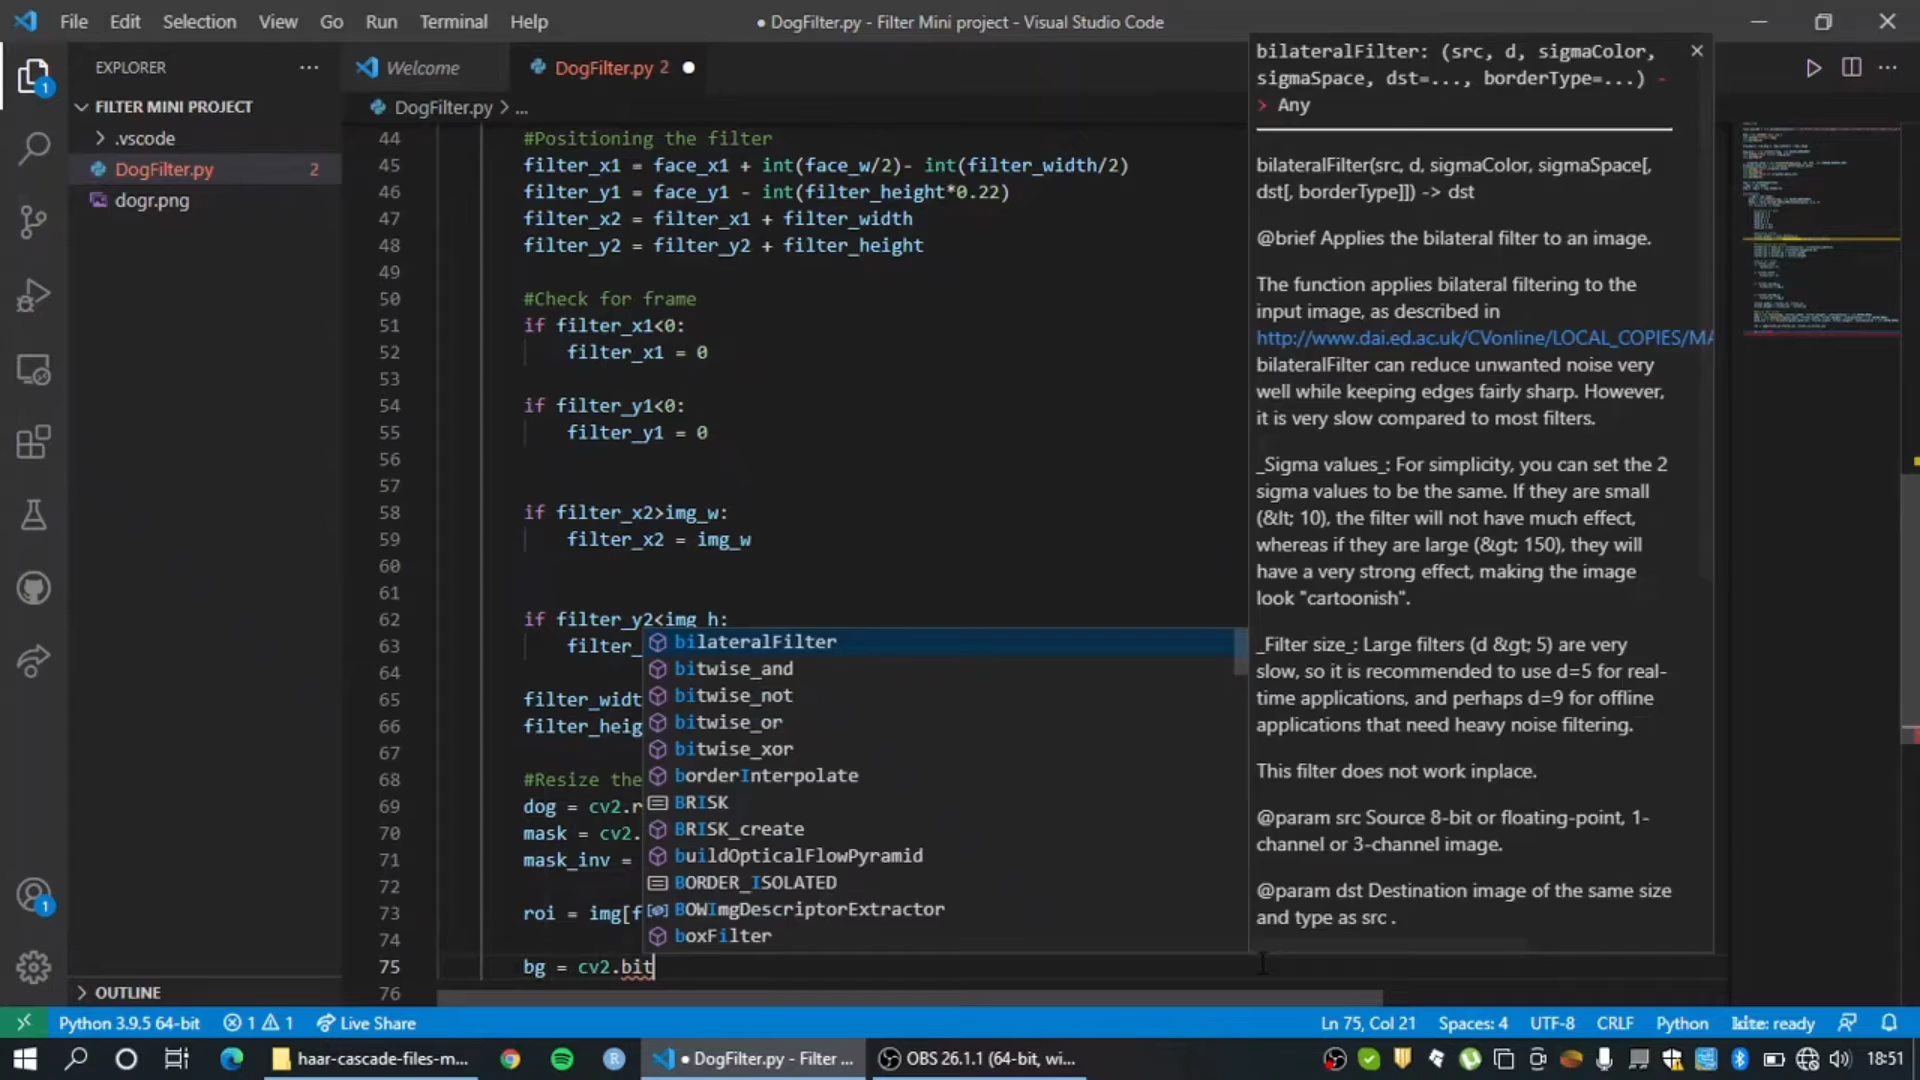 File Edit Selection View Go Run Terminal Help
● DogFilter.py - Filter Mini project - Visual Studio Code
EXPLORER
Welcome
DogFilter.py 2
FILTER MINI PROJECT
.vscode
DogFilter.py 2
dogr.png
OUTLINE
DogFilter.py > ...
44 #Positioning the filter
45 filter_x1 = face_x1 + int(face_w/2)- int(filter_width/2)
46 filter_y1 = face_y1 - int(filter_height*0.22)
47 filter_x2 = filter_x1 + filter_width
48 filter_y2 = filter_y2 + filter_height
49
50 #Check for frame
51 if filter_x1<0:
52 filter_x1 = 0
53
54 if filter_y1<0:
55 filter_y1 = 0
56
57
58 if filter_x2>img_w:
59 filter_x2 = img_w
60
61
62 if filter_y2<img_h:
63 filter_
64
65 filter_widt
66 filter_heig
67
68 #Resize the
69 dog = cv2.r
70 mask = cv2.
71 mask_inv =
72
73 roi = img[f
74
75 bg = cv2.bit
76
bilateralFilter
bitwise_and
bitwise_not
bitwise_or
bitwise_xor
borderInterpolate
BRISK
BRISK_create
buildOpticalFlowPyramid
BORDER_ISOLATED
BOWImgDescriptorExtractor
boxFilter
bilateralFilter: (src, d, sigmaColor,
sigmaSpace, dst=..., borderType=...) -
> Any
bilateralFilter(src, d, sigmaColor, sigmaSpace[,
dst[, borderType]]) -> dst
@brief Applies the bilateral filter to an image.
The function applies bilateral filtering to the
input image, as described in
http://www.dai.ed.ac.uk/CVonline/LOCAL_COPIES/MA
bilateralFilter can reduce unwanted noise very
well while keeping edges fairly sharp. However,
it is very slow compared to most filters.
_Sigma values_: For simplicity, you can set the 2
sigma values to be the same. If they are small
(&lt; 10), the filter will not have much effect,
whereas if they are large (&gt; 150), they will
have a very strong effect, making the image
look "cartoonish".
_Filter size_: Large filters (d &gt; 5) are very
slow, so it is recommended to use d=5 for real-
time applications, and perhaps d=9 for offline
applications that need heavy noise filtering.
This filter does not work inplace.
@param src Source 8-bit or floating-point, 1-
channel or 3-channel image.
@param dst Destination image of the same size
and type as src .
Python 3.9.5 64-bit 1 1 Live Share
Ln 75, Col 21 Spaces: 4 UTF-8 CRLF Python kite: ready
haar-cascade-files-m...
● DogFilter.py - Filter ...
OBS 26.1.1 (64-bit, wi...
18:51